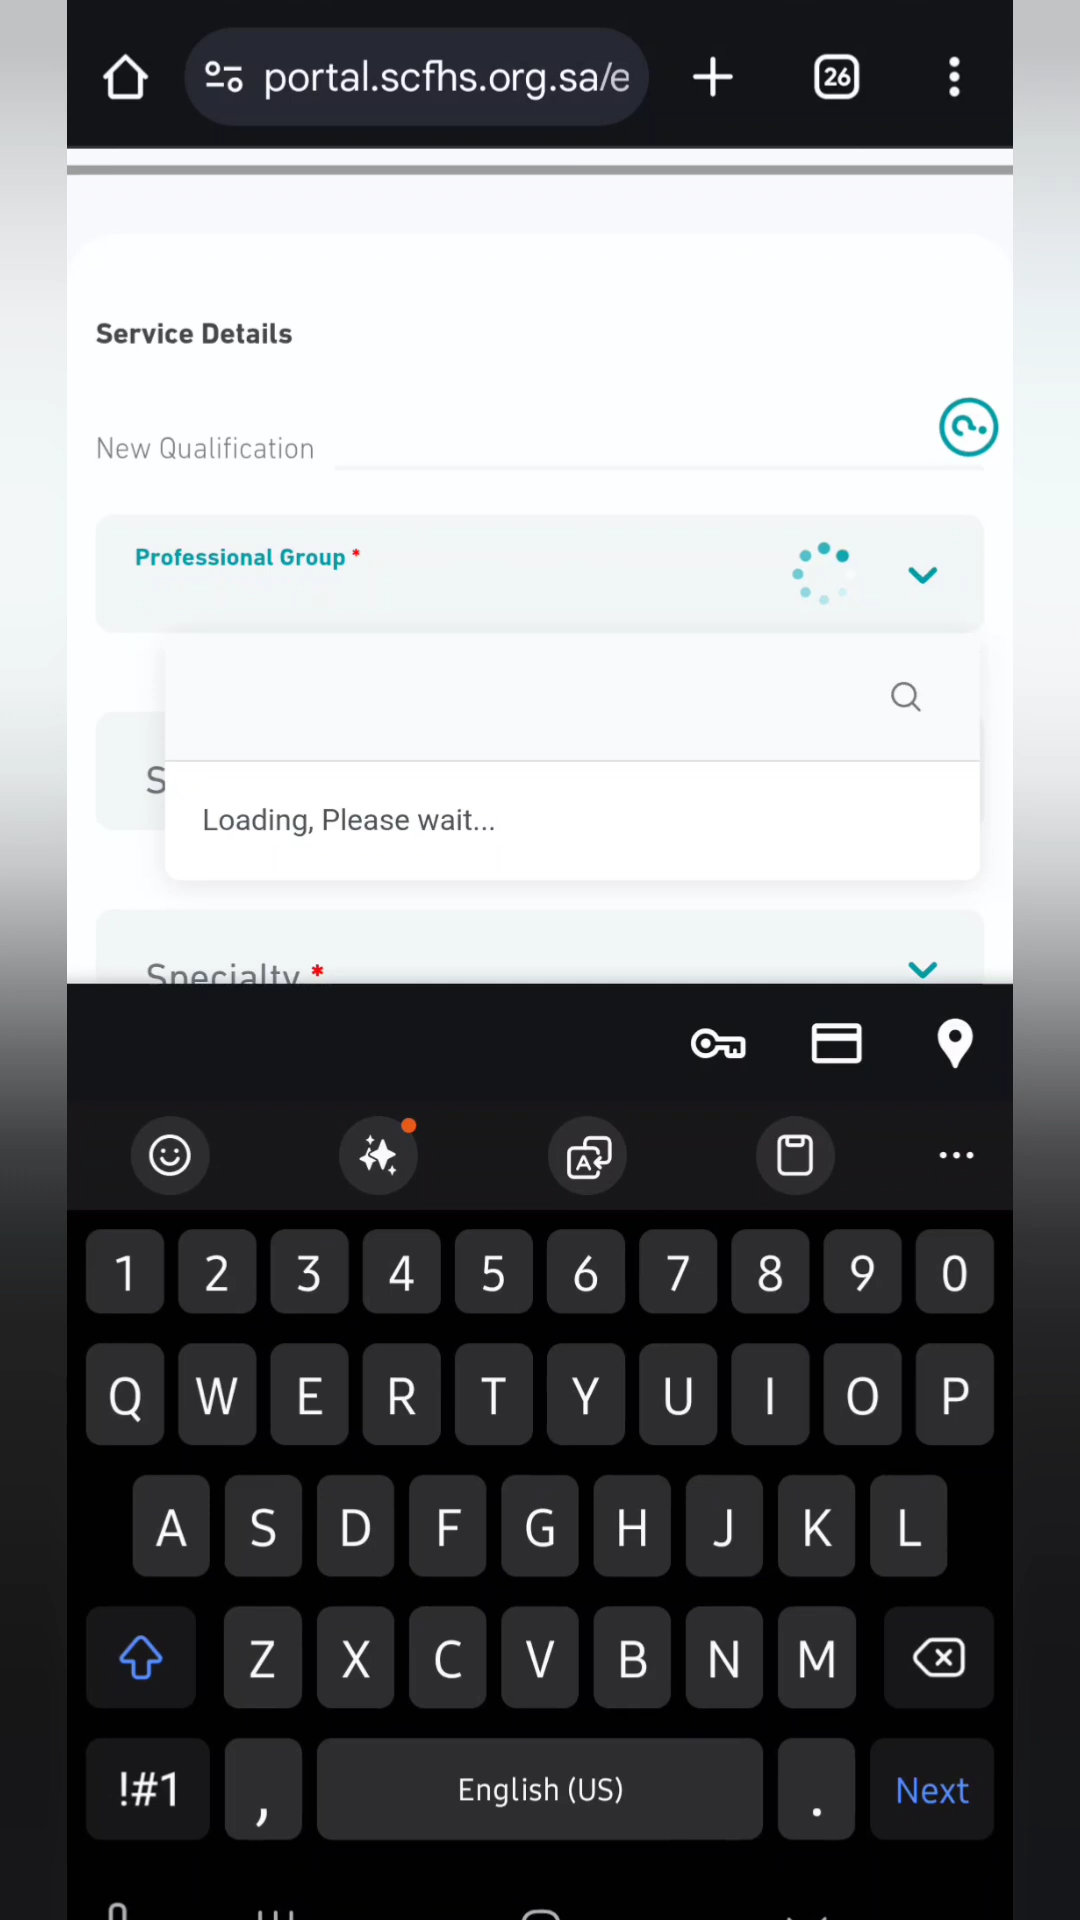 portal.scfhs.org.sa/e
26
Service Details
New Qualification
Professional Group *
S
Loading, Please wait...
Specialty *
1 2 3 4 5 6 7 8 9 0
Q W E R T Y U I O P
A S D F G H J K L
Z X C V B N M
!#1 , English (US) . Next